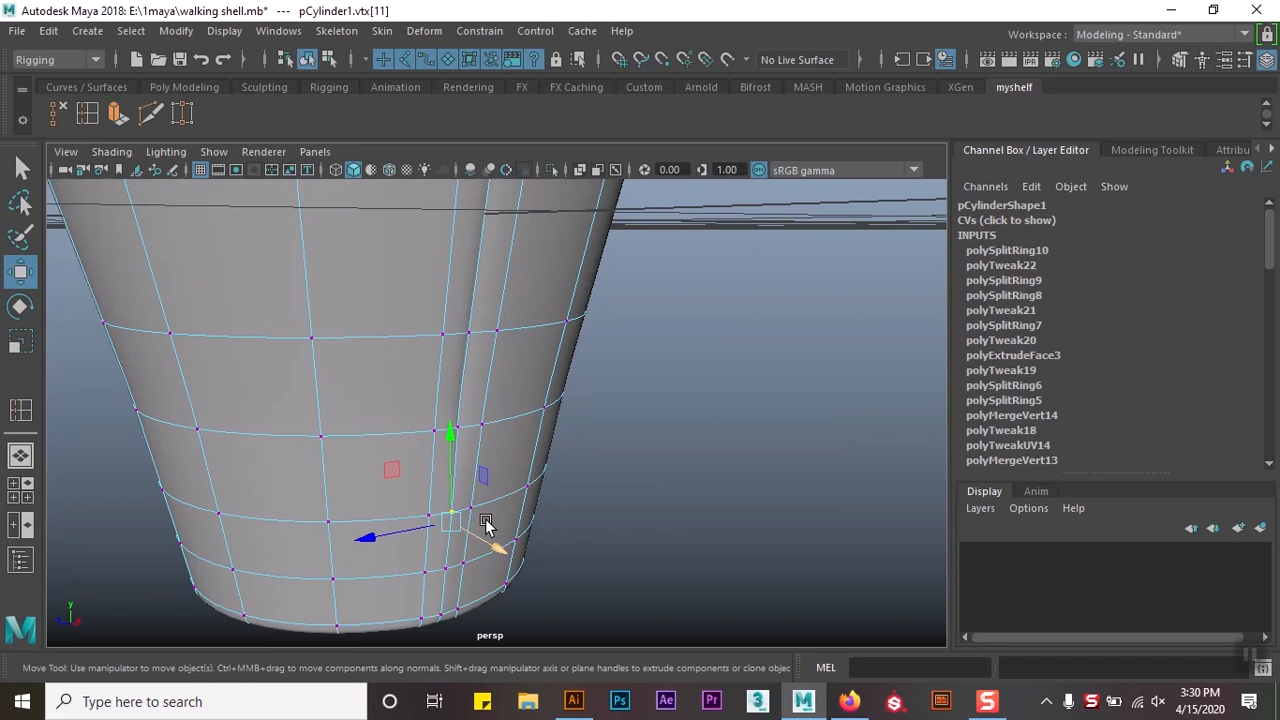 Autodesk Maya 2018: E:\1maya\walking shell.mb* --- pCylinder1.vtx[11]
File Edit Create Select Modify Display Windows Skeleton Skin Deform Constrain Control Cache Help
Workspace : Modeling - Standard*
Rigging
No Live Surface
Curves / Surfaces Poly Modeling Sculpting Rigging Animation Rendering FX FX Caching Custom Arnold Bifrost MASH Motion Graphics XGen myshelf
View Shading Lighting Show Renderer Panels
0.00 1.00 sRGB gamma
Channel Box / Layer Editor Modeling Toolkit Attribu
Channels Edit Object Show
pCylinderShape1
CVs (click to show)
INPUTS
polySplitRing10
polyTweak22
polySplitRing9
polySplitRing8
polyTweak21
polySplitRing7
polyTweak20
polyExtrudeFace3
polyTweak19
polySplitRing6
polySplitRing5
polyMergeVert14
polyTweak18
polyTweakUV14
polyMergeVert13
Display Anim
Layers Options Help
y
persp
Move Tool: Use manipulator to move object(s). Ctrl+MMB+drag to move components along normals. Shift+drag manipulator axis or plane handles to extrude components or clone objec
MEL
Type here to search
Ai Ps Ae Pr 3 M S
3:30 PM
4/15/2020